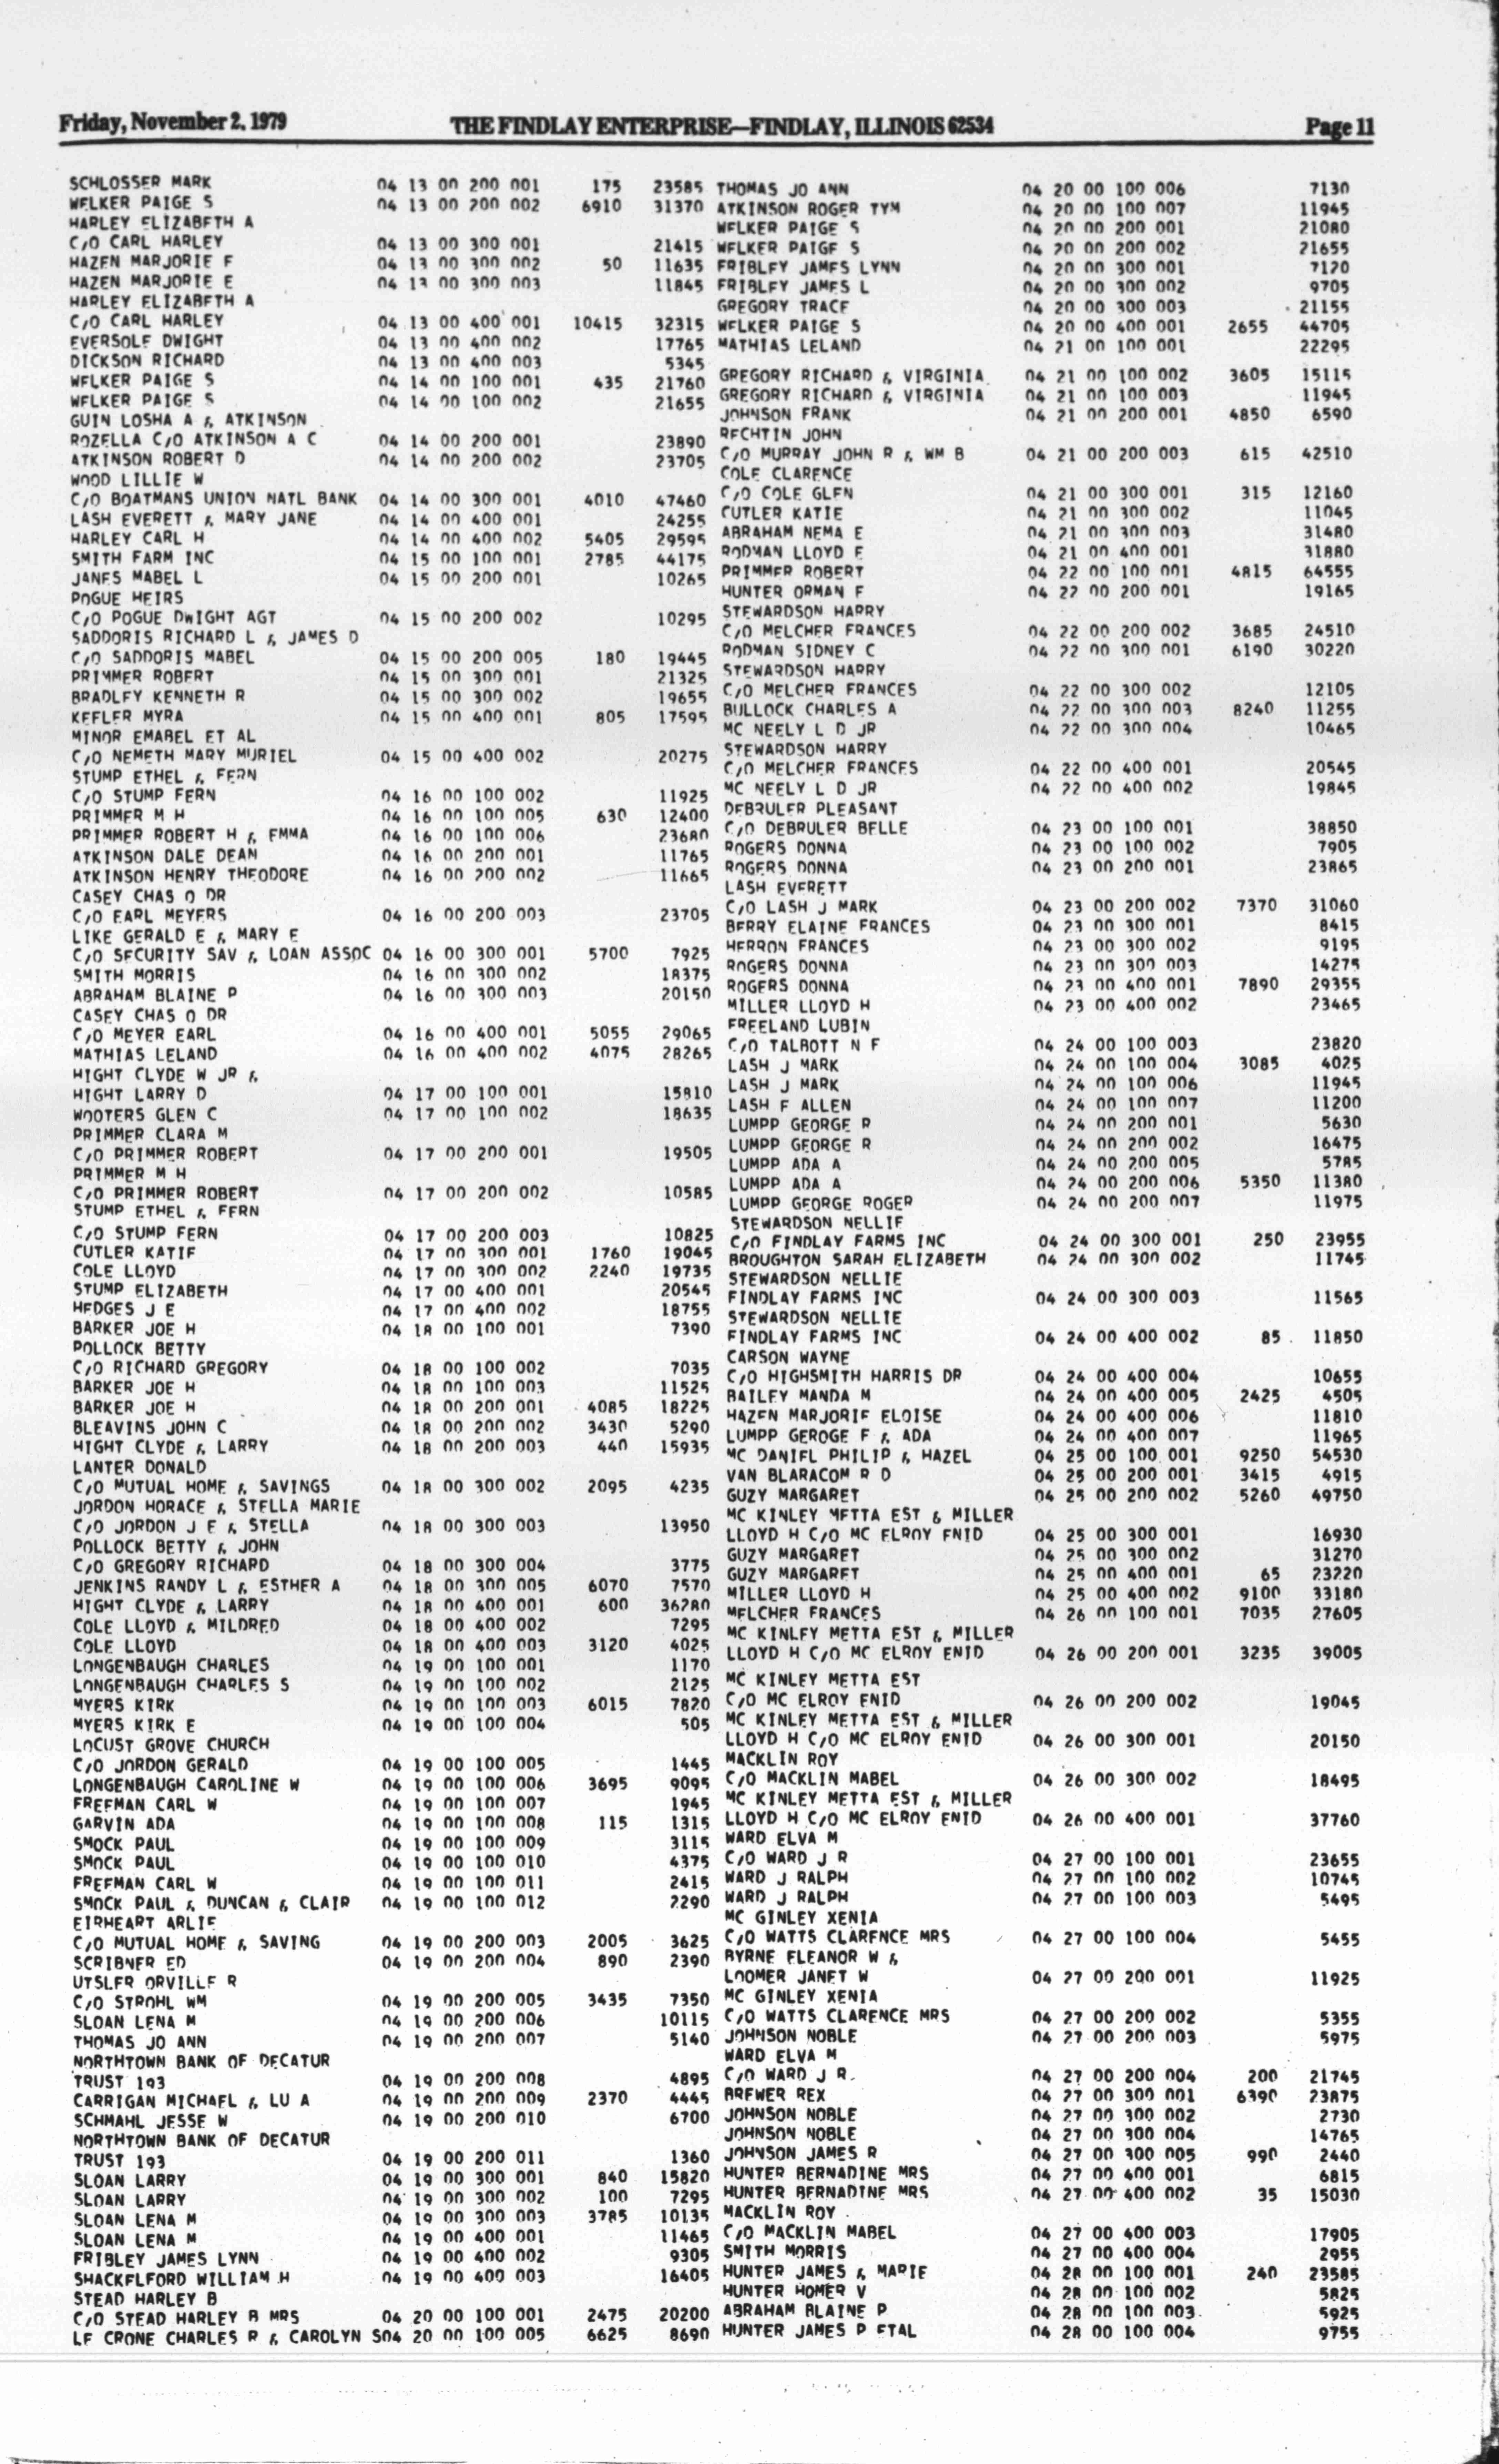 Friday, November 2, 1979 THE FINDLAY ENTERPRISE—FINDLAY, ILLINOIS 62534 Page 11
SCHLOSSER MARK 04 13 00 200 001 175 23585
WELKER PAIGE S 04 13 00 200 002 6910 31370
HARLEY ELIZABETH A
C/O CARL HARLEY 04 13 00 300 001 21415
HAZEN MARJORIE F 04 13 00 300 002 50 11635
HAZEN MARJORIE E 04 13 00 300 003 11845
HARLEY ELIZABETH A
C/O CARL HARLEY 04 13 00 400 001 10415 32315
EVERSOLE DWIGHT 04 13 00 400 002 17765
DICKSON RICHARD 04 13 00 400 003 5345
WELKER PAIGE S 04 14 00 100 001 435 21760
WELKER PAIGE S 04 14 00 100 002 21655
GUIN LOSHA A & ATKINSON
ROZELLA C/O ATKINSON A C 04 14 00 200 001 23890
ATKINSON ROBERT D 04 14 00 200 002 23705
WOOD LILLIE W
C/O BOATMANS UNION NATL BANK 04 14 00 300 001 4010 47460
LASH EVERETT & MARY JANE 04 14 00 400 001 24255
HARLEY CARL H 04 14 00 400 002 5405 29595
SMITH FARM INC 04 15 00 100 001 2785 44175
JANES MABEL L 04 15 00 200 001 10265
POGUE HEIRS
C/O POGUE DWIGHT AGT 04 15 00 200 002 10295
SADDORIS RICHARD L & JAMES D
C/O SADDORIS MABEL 04 15 00 200 005 180 19445
PRIMMER ROBERT 04 15 00 300 001 21325
BRADLEY KENNETH R 04 15 00 300 002 19655
KEFLER MYRA 04 15 00 400 001 805 17595
MINOR EMABEL ET AL
C/O NEMETH MARY MURIEL 04 15 00 400 002 20275
STUMP ETHEL & FERN
C/O STUMP FERN 04 16 00 100 002 11925
PRIMMER M H 04 16 00 100 005 630 12400
PRIMMER ROBERT H & EMMA 04 16 00 100 006 23680
ATKINSON DALE DEAN 04 16 00 200 001 11765
ATKINSON HENRY THEODORE 04 16 00 200 002 11665
CASEY CHAS O DR
C/O EARL MEYERS 04 16 00 200 003 23705
LIKE GERALD E & MARY E
C/O SECURITY SAV & LOAN ASSOC 04 16 00 300 001 5700 7925
SMITH MORRIS 04 16 00 300 002 18375
ABRAHAM BLAINE P 04 16 00 300 003 20150
CASEY CHAS O DR
C/O MEYER EARL 04 16 00 400 001 5055 29065
MATHIAS LELAND 04 16 00 400 002 4075 28265
HIGHT CLYDE W JR &
HIGHT LARRY D 04 17 00 100 001 15810
WOOTERS GLEN C 04 17 00 100 002 18635
PRIMMER CLARA M
C/O PRIMMER ROBERT 04 17 00 200 001 19505
PRIMMER M H
C/O PRIMMER ROBERT 04 17 00 200 002 10585
STUMP ETHEL & FERN
C/O STUMP FERN 04 17 00 200 003 10825
CUTLER KATIE 04 17 00 300 001 1760 19045
COLE LLOYD 04 17 00 300 002 2240 19735
STUMP ELIZABETH 04 17 00 400 001 20545
HEDGES J E 04 17 00 400 002 18755
BARKER JOE H 04 18 00 100 001 7390
POLLOCK BETTY
C/O RICHARD GREGORY 04 18 00 100 002 7035
BARKER JOE H 04 18 00 100 003 11525
BARKER JOE H 04 18 00 200 001 4085 18225
BLEAVINS JOHN C 04 18 00 200 002 3430 5290
HIGHT CLYDE & LARRY 04 18 00 200 003 440 15935
LANTER DONALD
C/O MUTUAL HOME & SAVINGS 04 18 00 300 002 2095 4235
JORDON HORACE & STELLA MARIE
C/O JORDON J E & STELLA 04 18 00 300 003 13950
POLLOCK BETTY & JOHN
C/O GREGORY RICHARD 04 18 00 300 004 3775
JENKINS RANDY L & ESTHER A 04 18 00 300 005 6070 7570
HIGHT CLYDE & LARRY 04 18 00 400 001 600 36280
COLE LLOYD & MILDRED 04 18 00 400 002 7295
COLE LLOYD 04 18 00 400 003 3120 4025
LONGENBAUGH CHARLES 04 19 00 100 001 1170
LONGENBAUGH CHARLES S 04 19 00 100 002 2125
MYERS KIRK 04 19 00 100 003 6015 7820
MYERS KIRK E 04 19 00 100 004 505
LOCUST GROVE CHURCH
C/O JORDON GERALD 04 19 00 100 005 1445
LONGENBAUGH CAROLINE W 04 19 00 100 006 3695 9095
FREEMAN CARL W 04 19 00 100 007 1945
GARVIN ADA 04 19 00 100 008 115 1315
SMOCK PAUL 04 19 00 100 009 3115
SMOCK PAUL 04 19 00 100 010 4375
FREEMAN CARL W 04 19 00 100 011 2415
SMOCK PAUL & DUNCAN & CLAIR 04 19 00 100 012 2290
EIRHEART ARLIE
C/O MUTUAL HOME & SAVING 04 19 00 200 003 2005 3625
SCRIBNER ED 04 19 00 200 004 890 2390
UTSLER ORVILLE R
C/O STROHL WM 04 19 00 200 005 3435 7350
SLOAN LENA M 04 19 00 200 006 10115
THOMAS JO ANN 04 19 00 200 007 5140
NORTHTOWN BANK OF DECATUR
TRUST 193 04 19 00 200 008 4895
CARRIGAN MICHAEL & LU A 04 19 00 200 009 2370 4445
SCHMAHL JESSE W 04 19 00 200 010 6700
NORTHTOWN BANK OF DECATUR
TRUST 193 04 19 00 200 011 1360
SLOAN LARRY 04 19 00 300 001 840 15820
SLOAN LARRY 04 19 00 300 002 100 7295
SLOAN LENA M 04 19 00 300 003 3785 10135
SLOAN LENA M 04 19 00 400 001 11465
FRIBLEY JAMES LYNN 04 19 00 400 002 9305
SHACKELFORD WILLIAM H 04 19 00 400 003 16405
STEAD HARLEY B
C/O STEAD HARLEY B MRS 04 20 00 100 001 2475 20200
LE CRONE CHARLES R & CAROLYN S04 20 00 100 005 6625 8690
THOMAS JO ANN 04 20 00 100 006 7130
ATKINSON ROGER TYM 04 20 00 100 007 11945
WELKER PAIGE S 04 20 00 200 001 21080
WELKER PAIGE S 04 20 00 200 002 21655
FRIBLEY JAMES LYNN 04 20 00 300 001 7120
FRIBLEY JAMES L 04 20 00 300 002 9705
GREGORY TRACE 04 20 00 300 003 21155
WELKER PAIGE S 04 20 00 400 001 2655 44705
MATHIAS LELAND 04 21 00 100 001 22295
GREGORY RICHARD & VIRGINIA 04 21 00 100 002 3605 15115
GREGORY RICHARD & VIRGINIA 04 21 00 100 003 11945
JOHNSON FRANK 04 21 00 200 001 4850 6590
RECHTIN JOHN
C/O MURRAY JOHN R & WM B 04 21 00 200 003 615 42510
COLE CLARENCE
C/O COLE GLEN 04 21 00 300 001 315 12160
CUTLER KATIE 04 21 00 300 002 11045
ABRAHAM NEMA E 04 21 00 300 003 31480
RODMAN LLOYD E 04 21 00 400 001 31880
PRIMMER ROBERT 04 22 00 100 001 4815 64555
HUNTER ORMAN F 04 22 00 200 001 19165
STEWARDSON HARRY
C/O MELCHER FRANCES 04 22 00 200 002 3685 24510
RODMAN SIDNEY C 04 22 00 300 001 6190 30220
STEWARDSON HARRY
C/O MELCHER FRANCES 04 22 00 300 002 12105
BULLOCK CHARLES A 04 22 00 300 003 8240 11255
MC NEELY L D JR 04 22 00 300 004 10465
STEWARDSON HARRY
C/O MELCHER FRANCES 04 22 00 400 001 20545
MC NEELY L D JR 04 22 00 400 002 19845
DEBRULER PLEASANT
C/O DEBRULER BELLE 04 23 00 100 001 38850
ROGERS DONNA 04 23 00 100 002 7905
ROGERS DONNA 04 23 00 200 001 23865
LASH EVERETT
C/O LASH J MARK 04 23 00 200 002 7370 31060
BERRY ELAINE FRANCES 04 23 00 300 001 8415
HERRON FRANCES 04 23 00 300 002 9195
ROGERS DONNA 04 23 00 300 003 14275
ROGERS DONNA 04 23 00 400 001 7890 29355
MILLER LLOYD H 04 23 00 400 002 23465
FREELAND LUBIN
C/O TALBOTT N F 04 24 00 100 003 23820
LASH J MARK 04 24 00 100 004 3085 4025
LASH J MARK 04 24 00 100 006 11945
LASH F ALLEN 04 24 00 100 007 11200
LUMPP GEORGE R 04 24 00 200 001 5630
LUMPP GEORGE R 04 24 00 200 002 16475
LUMPP ADA A 04 24 00 200 005 5785
LUMPP ADA A 04 24 00 200 006 5350 11380
LUMPP GEORGE ROGER 04 24 00 200 007 11975
STEWARDSON NELLIE
C/O FINDLAY FARMS INC 04 24 00 300 001 250 23955
BROUGHTON SARAH ELIZABETH 04 24 00 300 002 11745
STEWARDSON NELLIE
FINDLAY FARMS INC 04 24 00 300 003 11565
STEWARDSON NELLIE
FINDLAY FARMS INC 04 24 00 400 002 85 11850
CARSON WAYNE
C/O HIGHSMITH HARRIS DR 04 24 00 400 004 10655
BAILEY MANDA M 04 24 00 400 005 2425 4505
HAZEN MARJORIE ELOISE 04 24 00 400 006 11810
LUMPP GEROGE F & ADA 04 24 00 400 007 11965
MC DANIEL PHILIP & HAZEL 04 25 00 100 001 9250 54530
VAN BLARACOM R D 04 25 00 200 001 3415 4915
GUZY MARGARET 04 25 00 200 002 5260 49750
MC KINLEY METTA EST & MILLER
LLOYD H C/O MC ELROY ENID 04 25 00 300 001 16930
GUZY MARGARET 04 25 00 300 002 31270
GUZY MARGARET 04 25 00 400 001 65 23220
MILLER LLOYD H 04 25 00 400 002 9100 33180
MELCHER FRANCES 04 26 00 100 001 7035 27605
MC KINLEY METTA EST & MILLER
LLOYD H C/O MC ELROY ENID 04 26 00 200 001 3235 39005
MC KINLEY METTA EST
C/O MC ELROY ENID 04 26 00 200 002 19045
MC KINLEY METTA EST & MILLER
LLOYD H C/O MC ELROY ENID 04 26 00 300 001 20150
MACKLIN ROY
C/O MACKLIN MABEL 04 26 00 300 002 18495
MC KINLEY METTA EST & MILLER
LLOYD H C/O MC ELROY ENID 04 26 00 400 001 37760
WARD ELVA M
C/O WARD J R 04 27 00 100 001 23655
WARD J RALPH 04 27 00 100 002 10745
WARD J RALPH 04 27 00 100 003 5495
MC GINLEY XENIA
C/O WATTS CLARENCE MRS 04 27 00 100 004 5455
BYRNE ELEANOR W &
LOOMER JANET W 04 27 00 200 001 11925
MC GINLEY XENIA
C/O WATTS CLARENCE MRS 04 27 00 200 002 5355
JOHNSON NOBLE 04 27 00 200 003 5975
WARD ELVA M
C/O WARD J R 04 27 00 200 004 200 21745
BREWER REX 04 27 00 300 001 6390 23875
JOHNSON NOBLE 04 27 00 300 002 2730
JOHNSON NOBLE 04 27 00 300 004 14765
JOHNSON JAMES R 04 27 00 300 005 990 2440
HUNTER BERNADINE MRS 04 27 00 400 001 6815
HUNTER BERNADINE MRS 04 27 00 400 002 35 15030
MACKLIN ROY
C/O MACKLIN MABEL 04 27 00 400 003 17905
SMITH MORRIS 04 27 00 400 004 2955
HUNTER JAMES & MARIE 04 28 00 100 001 240 23585
HUNTER HOMER V 04 28 00 100 002 5825
ABRAHAM BLAINE P 04 28 00 100 003 5925
HUNTER JAMES P ETAL 04 28 00 100 004 9755